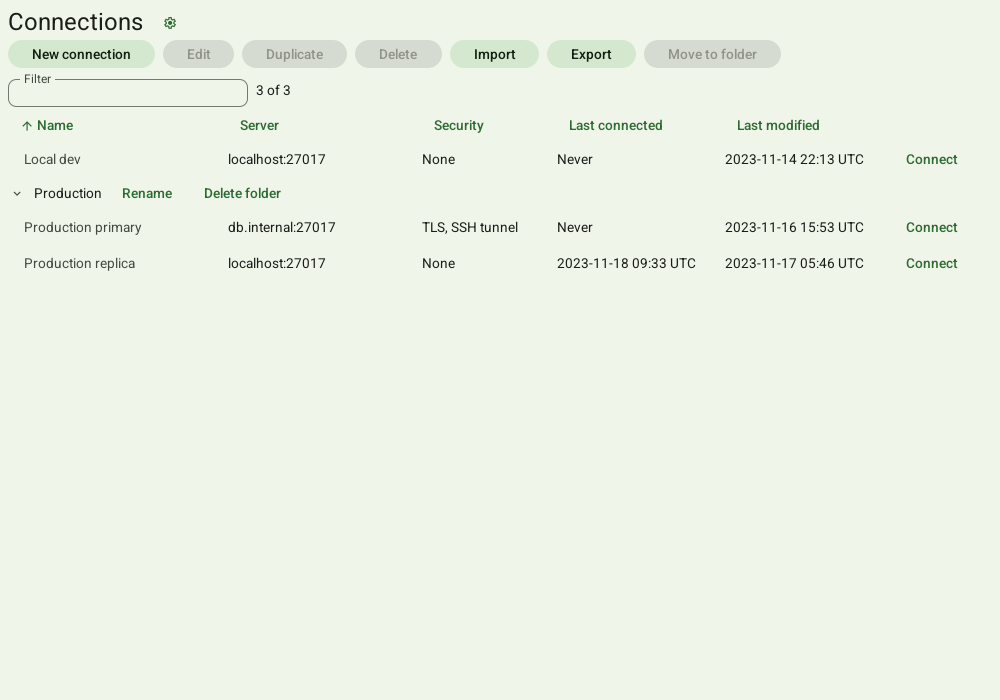 Connections
New connection Edit Duplicate Delete Import Export Move to folder
Filter
3 of 3
Name Server Security Last connected Last modified
Local dev localhost:27017 None Never 2023-11-14 22:13 UTC Connect
Production Rename Delete folder
Production primary db.internal:27017 TLS, SSH tunnel Never 2023-11-16 15:53 UTC Connect
Production replica localhost:27017 None 2023-11-18 09:33 UTC 2023-11-17 05:46 UTC Connect